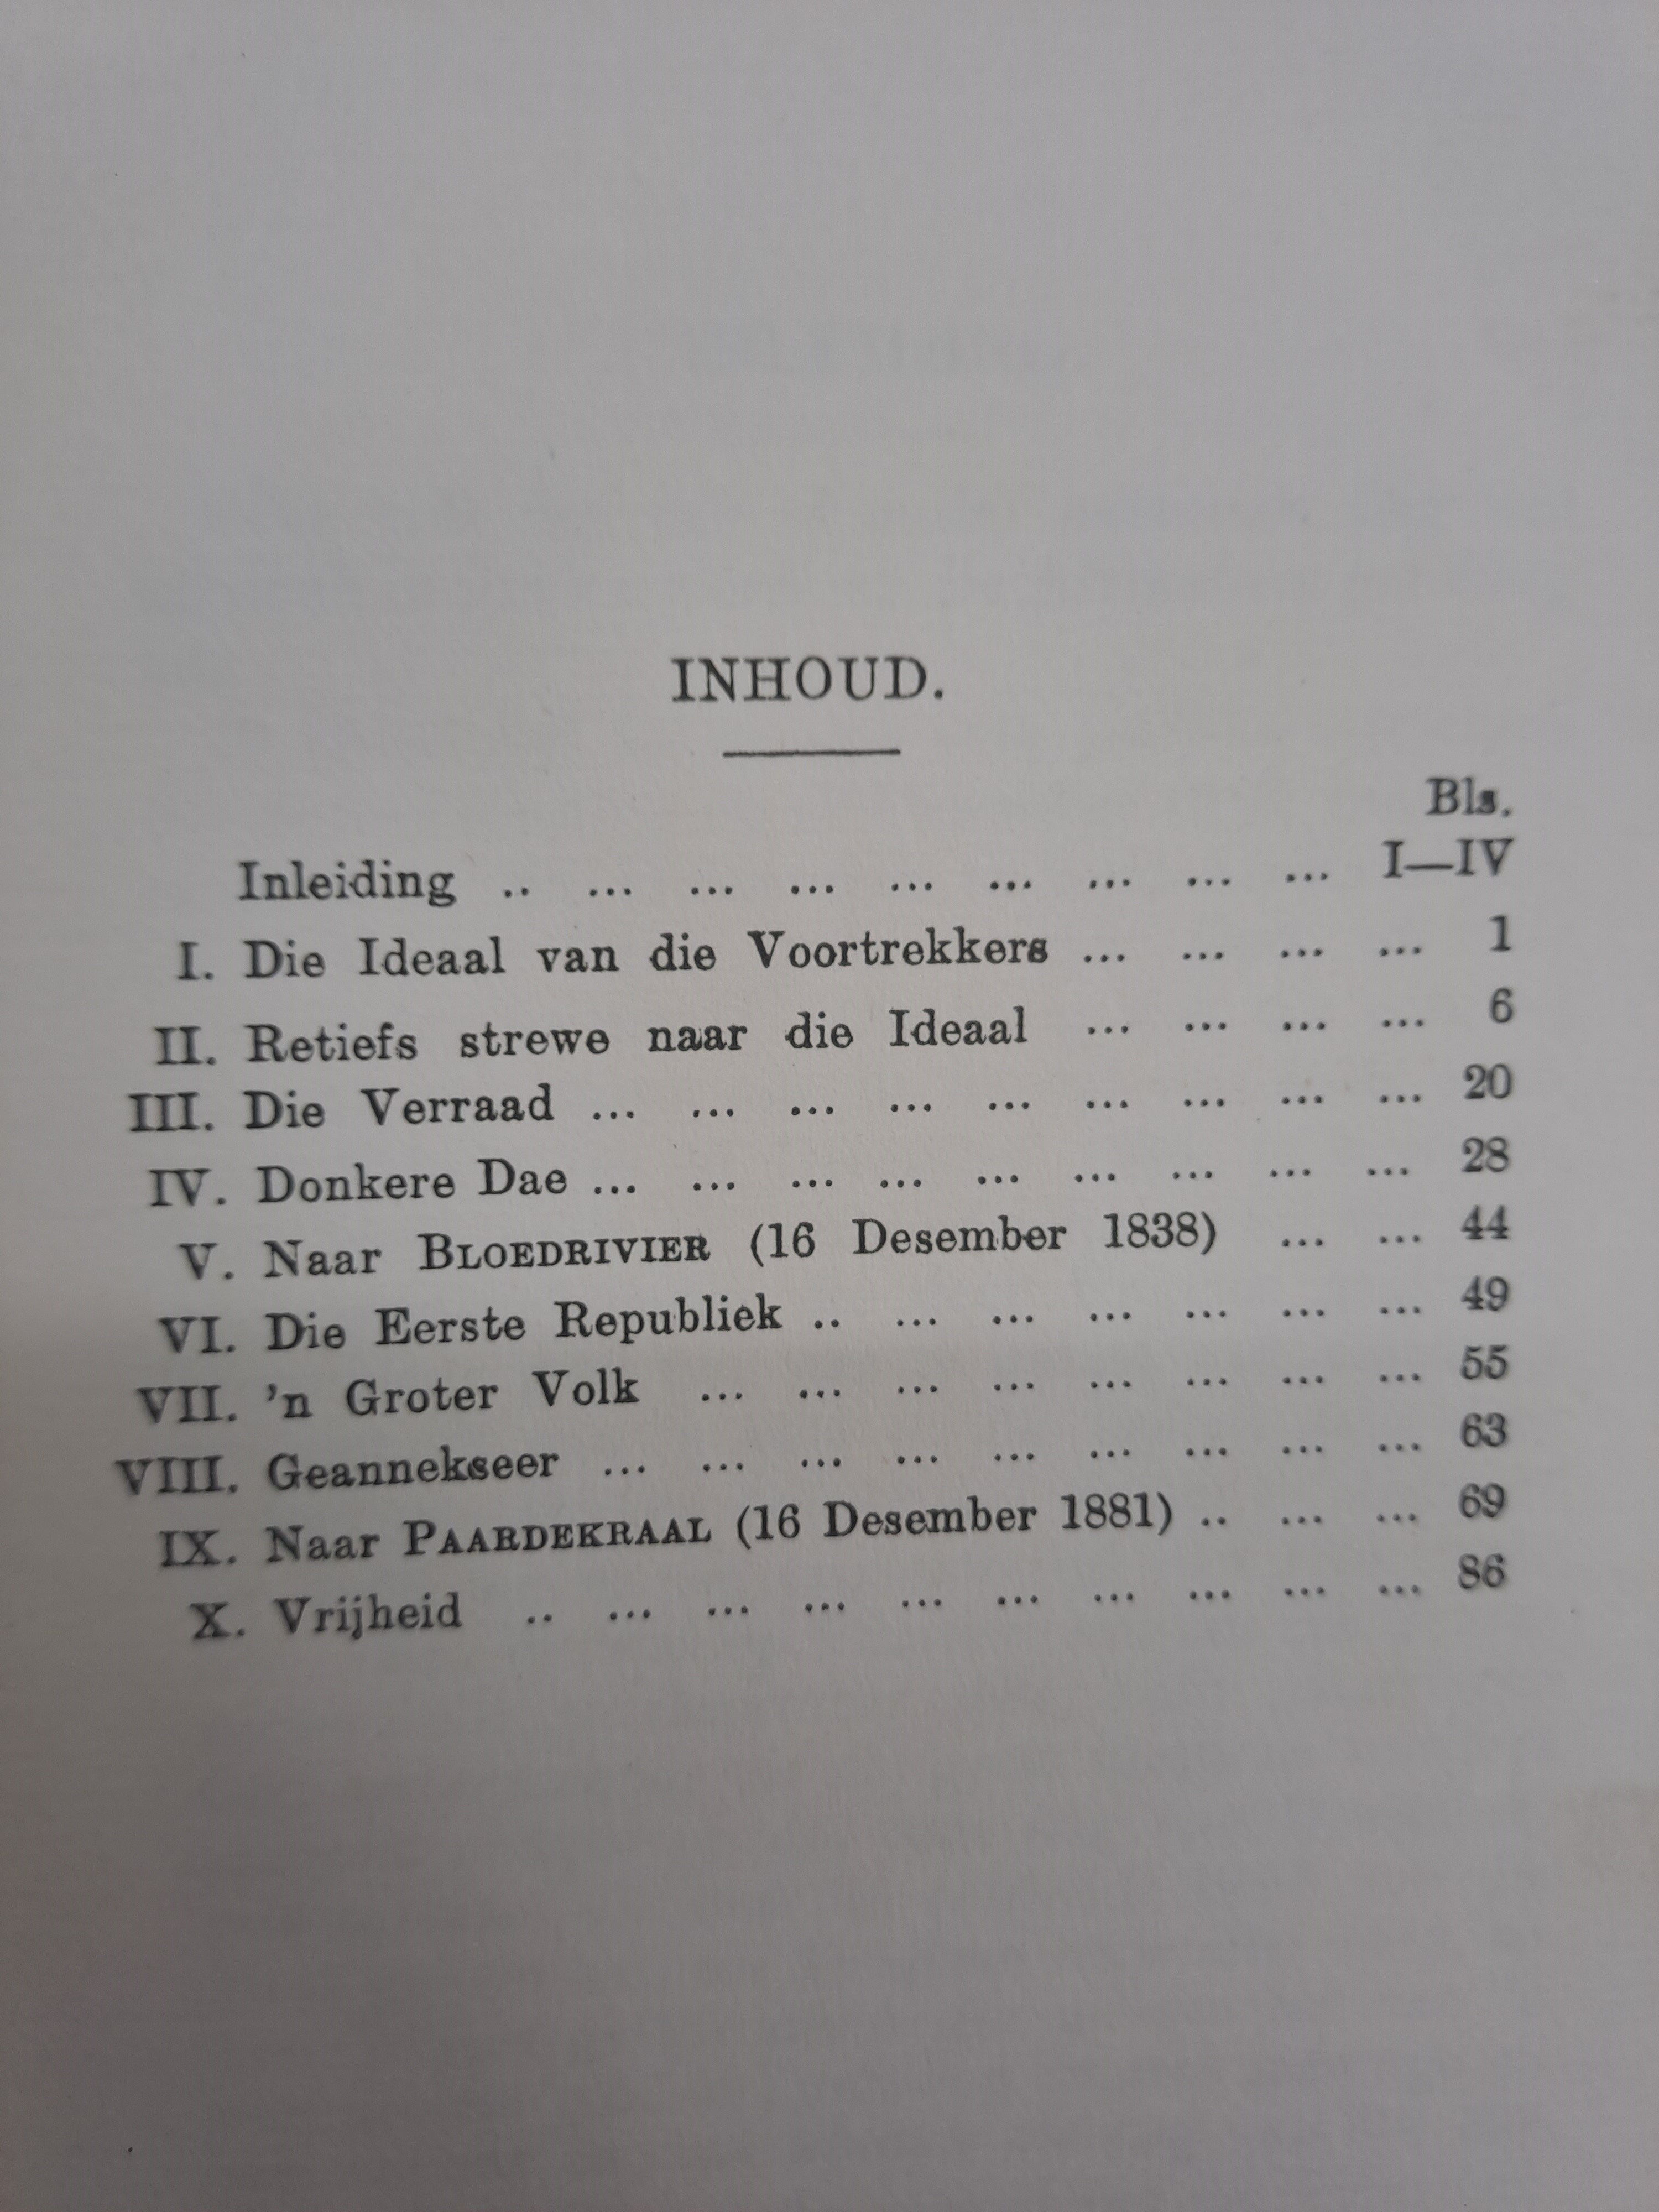 INHOUD.
Bls.
Inleiding .. ... ... ... ... ... ... ... ... I—IV
I. Die Ideaal van die Voortrekkers ... ... ... ... 1
II. Retiefs strewe naar die Ideaal ... ... ... ... 6
III. Die Verraad ... ... ... ... ... ... ... ... ... 20
IV. Donkere Dae ... ... ... ... ... ... ... ... ... 28
V. Naar BLOEDRIVIER (16 Desember 1838) ... ... 44
VI. Die Eerste Republiek .. ... ... ... ... ... ... 49
VII. 'n Groter Volk ... ... ... ... ... ... ... ... 55
VIII. Geannekseer ... ... ... ... ... ... ... ... ... 63
IX. Naar PAARDEKRAAL (16 Desember 1881) .. ... ... 69
X. Vrijheid .. ... ... ... ... ... ... ... ... ... 86